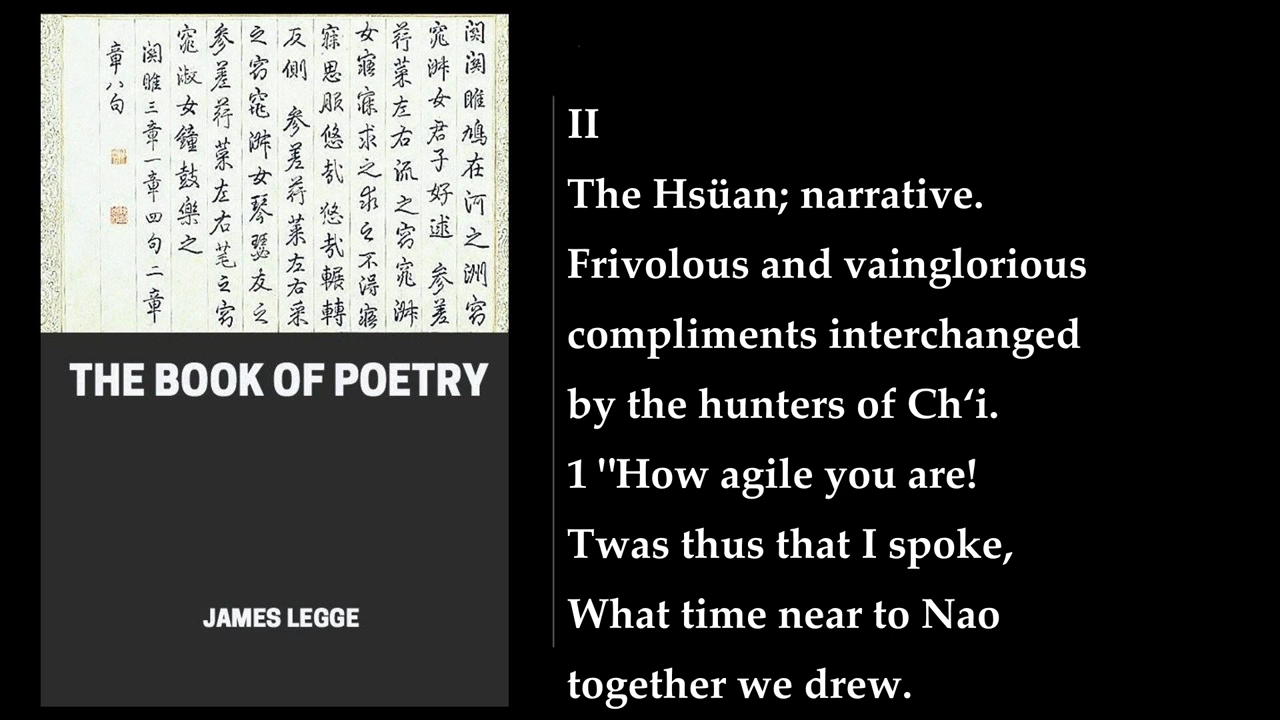 関関雎鳩在河之洲窈
窕淑女君子好逑 参差
荇菜左右流之窈窕淑
女寤寐求之求之不得寤
寐思服悠哉悠哉輾轉
反側 参差荇菜左右采
之窈窕淑女琴瑟友之
参差荇菜左右芼之窈
窕淑女鐘鼓樂之
関雎三章一章四句二章
章八句
THE BOOK OF POETRY
JAMES LEGGE
II
The Hsüan; narrative.
Frivolous and vainglorious
compliments interchanged
by the hunters of Ch‘i.
1 "How agile you are!
Twas thus that I spoke,
What time near to Nao
together we drew.